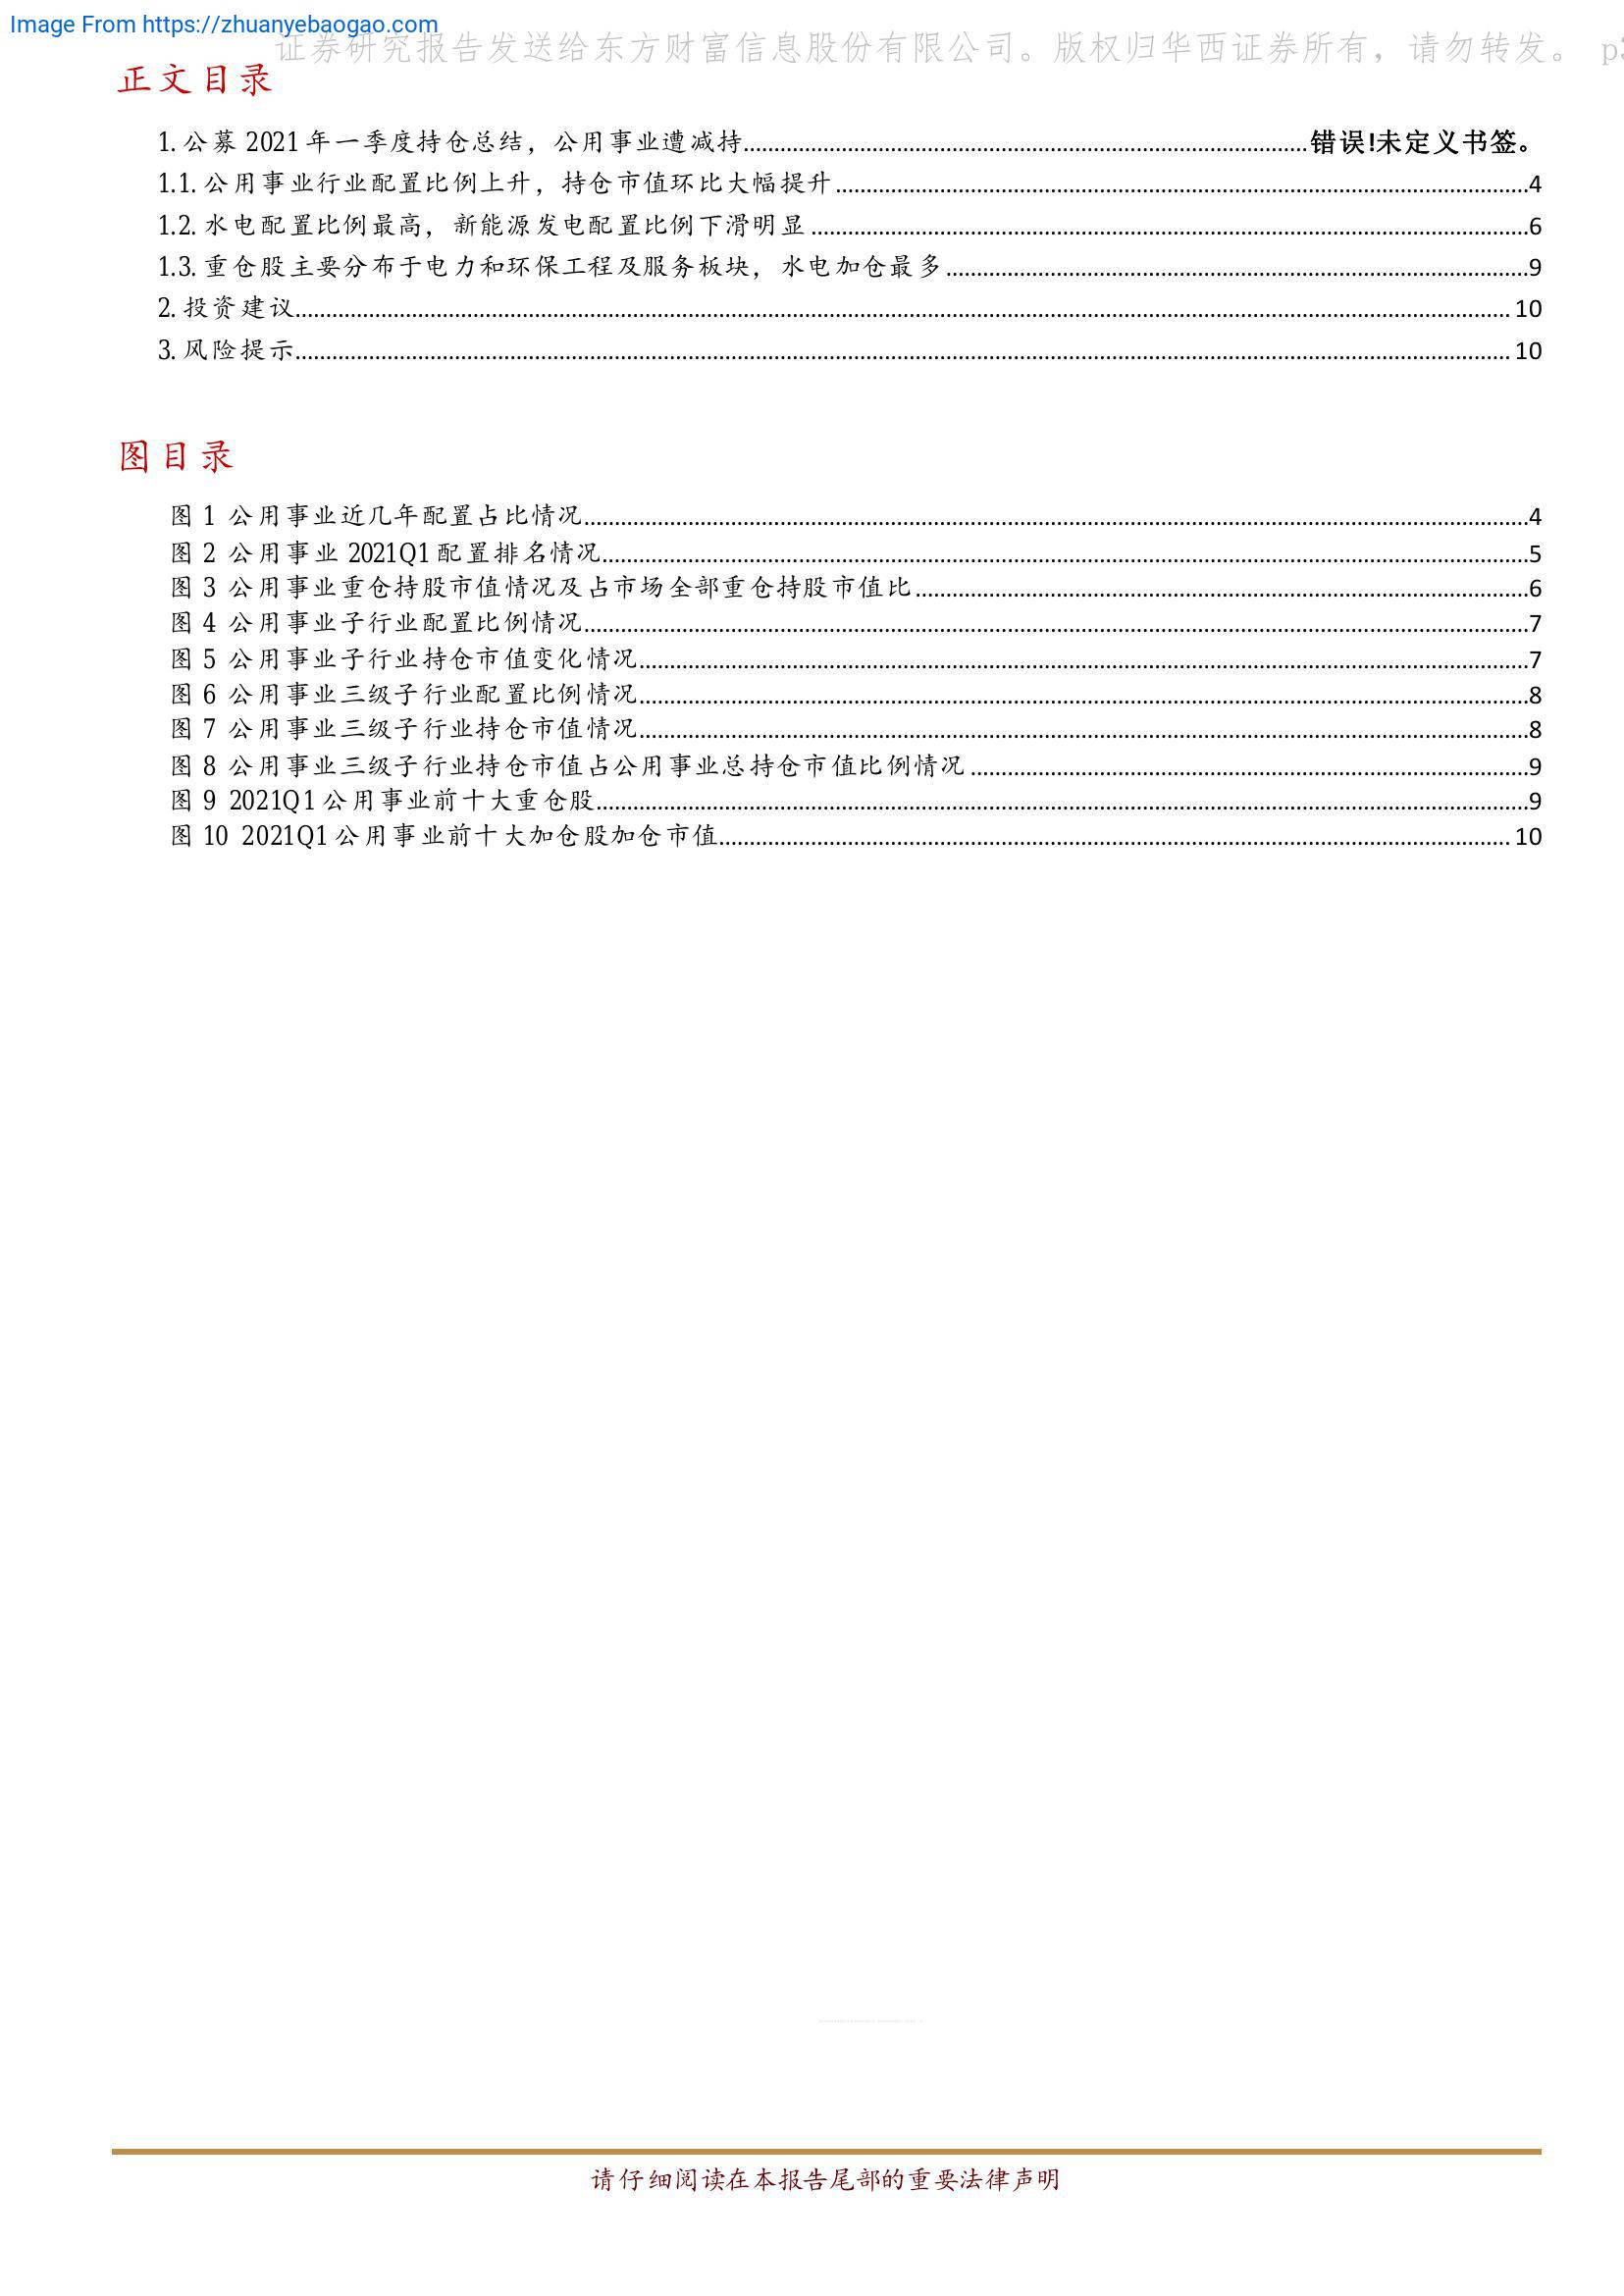 Image From https://zhuanyebaogao.com
证券研究报告发送给东方财富信息股份有限公司。版权归华西证券所有，请勿转发。 p3
正文目录
1. 公募 2021 年一季度持仓总结，公用事业遭减持........................................错误!未定义书签。
1.1. 公用事业行业配置比例上升，持仓市值环比大幅提升........................................4
1.2. 水电配置比例最高，新能源发电配置比例下滑明显........................................6
1.3. 重仓股主要分布于电力和环保工程及服务板块，水电加仓最多........................................9
2. 投资建议........................................10
3. 风险提示........................................10
图目录
图 1 公用事业近几年配置占比情况........................................4
图 2 公用事业 2021Q1 配置排名情况........................................5
图 3 公用事业重仓持股市值情况及占市场全部重仓持股市值比........................................6
图 4 公用事业子行业配置比例情况........................................7
图 5 公用事业子行业持仓市值变化情况........................................7
图 6 公用事业三级子行业配置比例情况........................................8
图 7 公用事业三级子行业持仓市值情况........................................8
图 8 公用事业三级子行业持仓市值占公用事业总持仓市值比例情况........................................9
图 9 2021Q1 公用事业前十大重仓股........................................9
图 10 2021Q1 公用事业前十大加仓股加仓市值........................................10
请仔细阅读在本报告尾部的重要法律声明